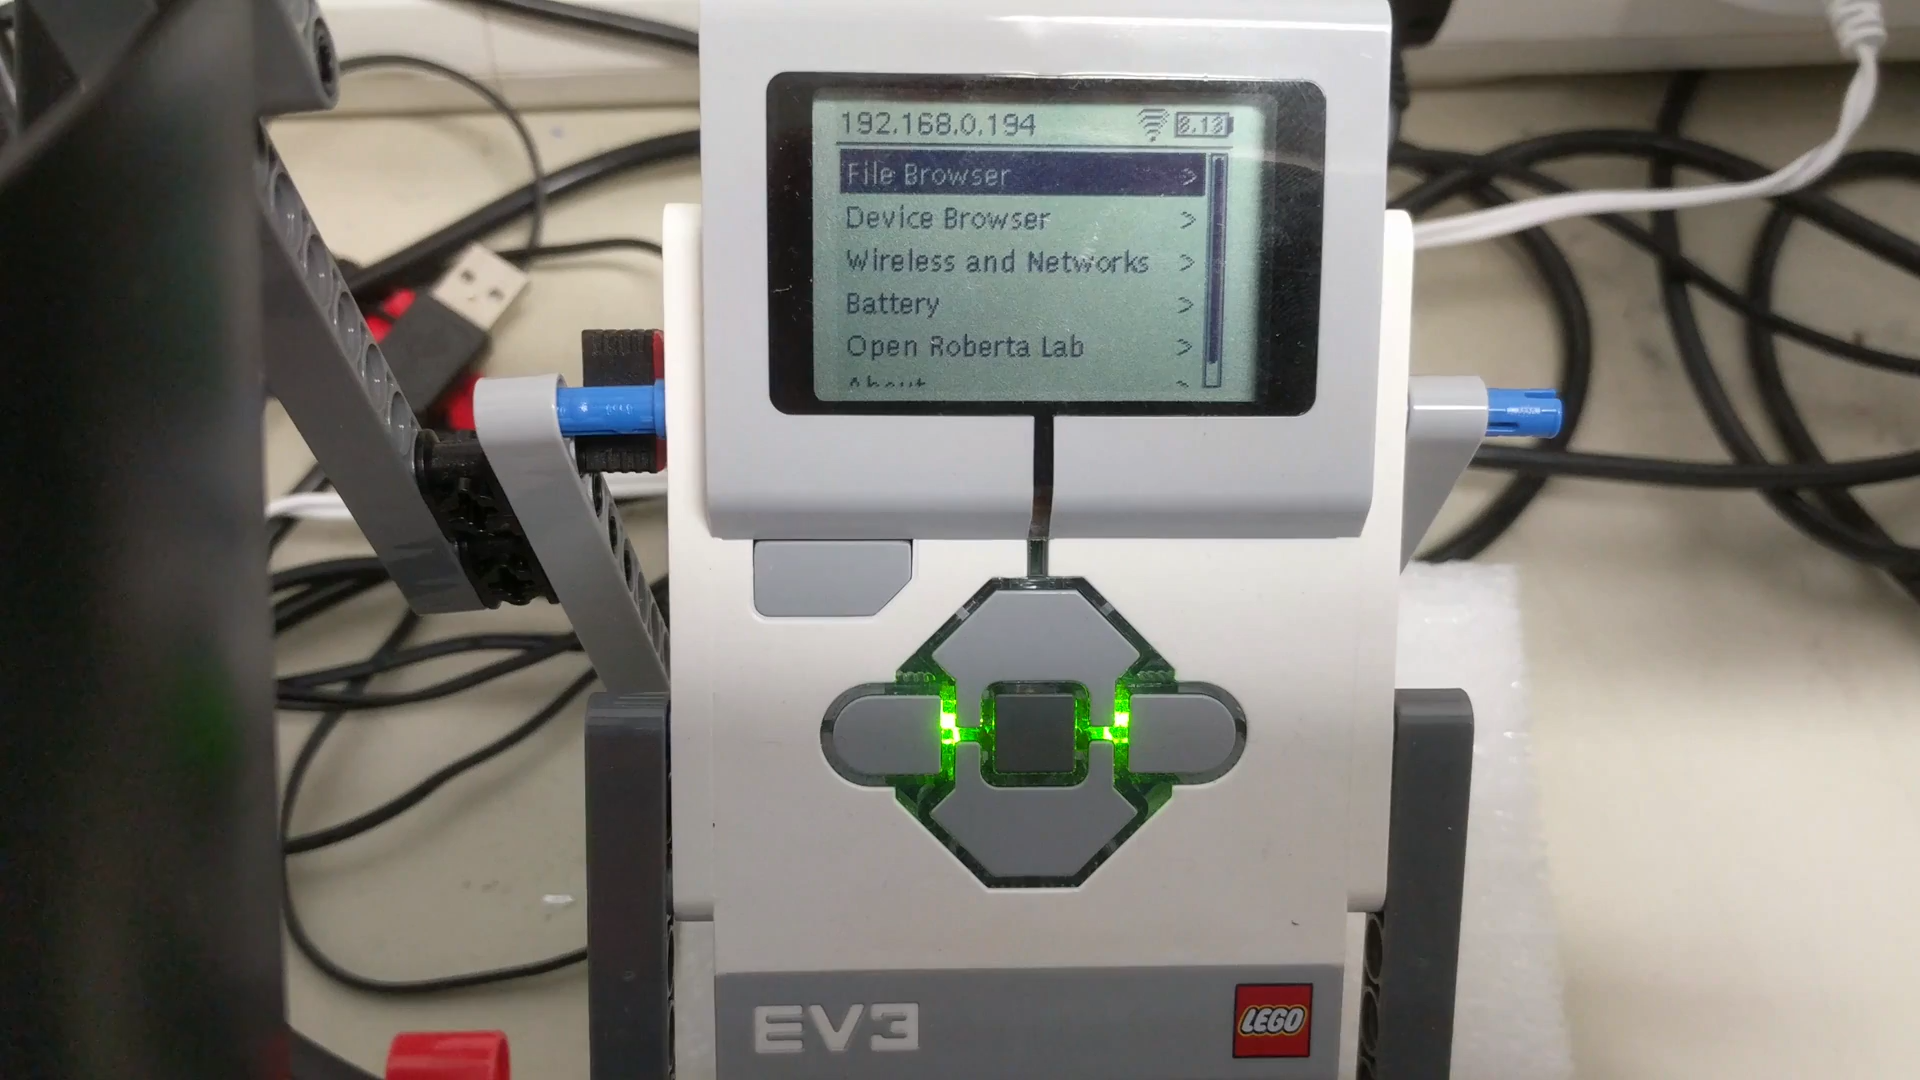 192.168.0.194 8.13
File Browser >
Device Browser >
Wireless and Networks >
Battery >
Open Roberta Lab >
About >
EV3
LEGO